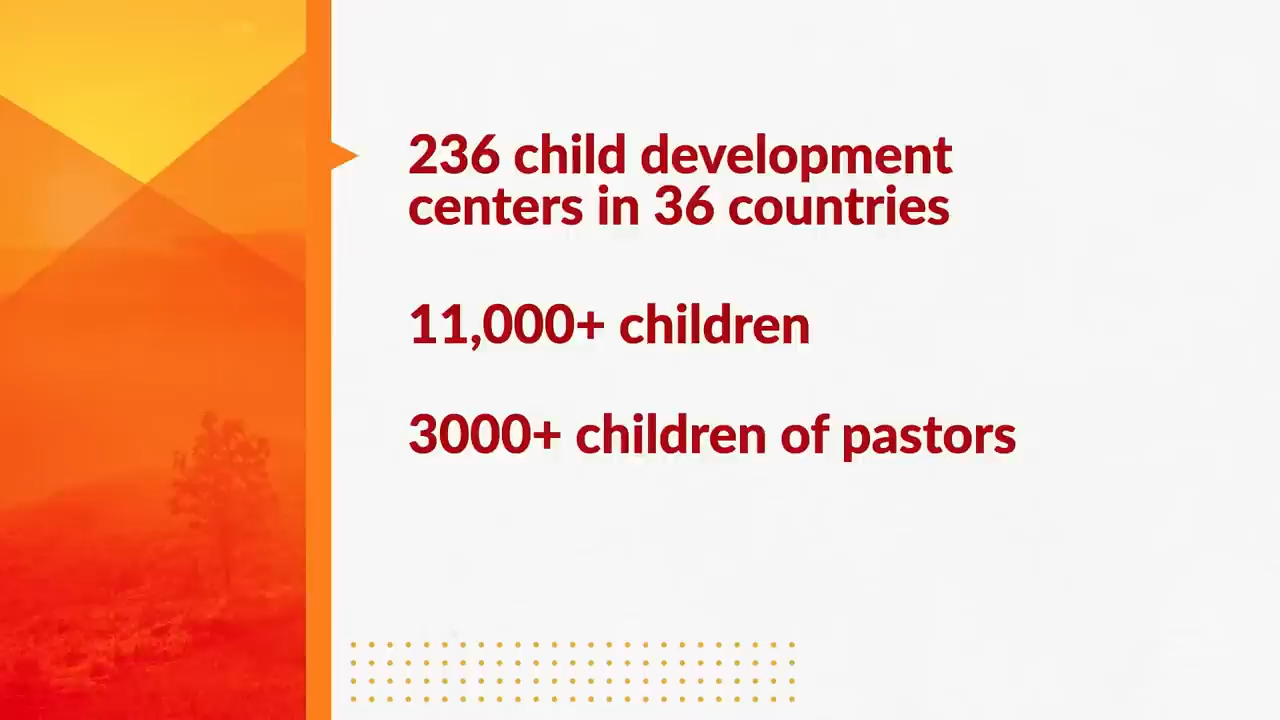 236 child development
centers in 36 countries
11,000+ children
3000+ children of pastors